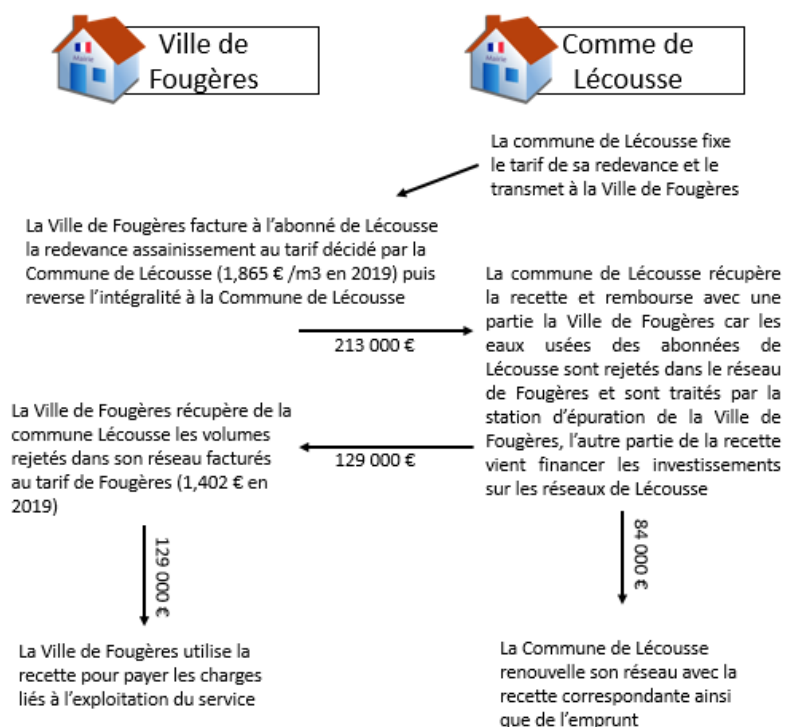 Mairie
Ville de
Fougères
Mairie
Comme de
Lécousse
La commune de Lécousse fixe
le tarif de sa redevance et le
transmet à la Ville de Fougères
La Ville de Fougères facture à l'abonné de Lécousse
la redevance assainissement au tarif décidé par la
Commune de Lécousse (1,865 € /m3 en 2019) puis
reverse l'intégralité à la Commune de Lécousse
213 000 €
La commune de Lécousse récupère
la recette et rembourse avec une
partie la Ville de Fougères car les
eaux usées des abonnées de
Lécousse sont rejetés dans le réseau
de Fougères et sont traités par la
station d'épuration de la Ville de
Fougères, l'autre partie de la recette
vient financer les investissements
sur les réseaux de Lécousse
La Ville de Fougères récupère de la
commune Lécousse les volumes
rejetés dans son réseau facturés
au tarif de Fougères (1,402 € en
2019)
129 000 €
129 000 €
84 000 €
La Ville de Fougères utilise la
recette pour payer les charges
liés à l'exploitation du service
La Commune de Lécousse
renouvelle son réseau avec la
recette correspondante ainsi
que de l'emprunt